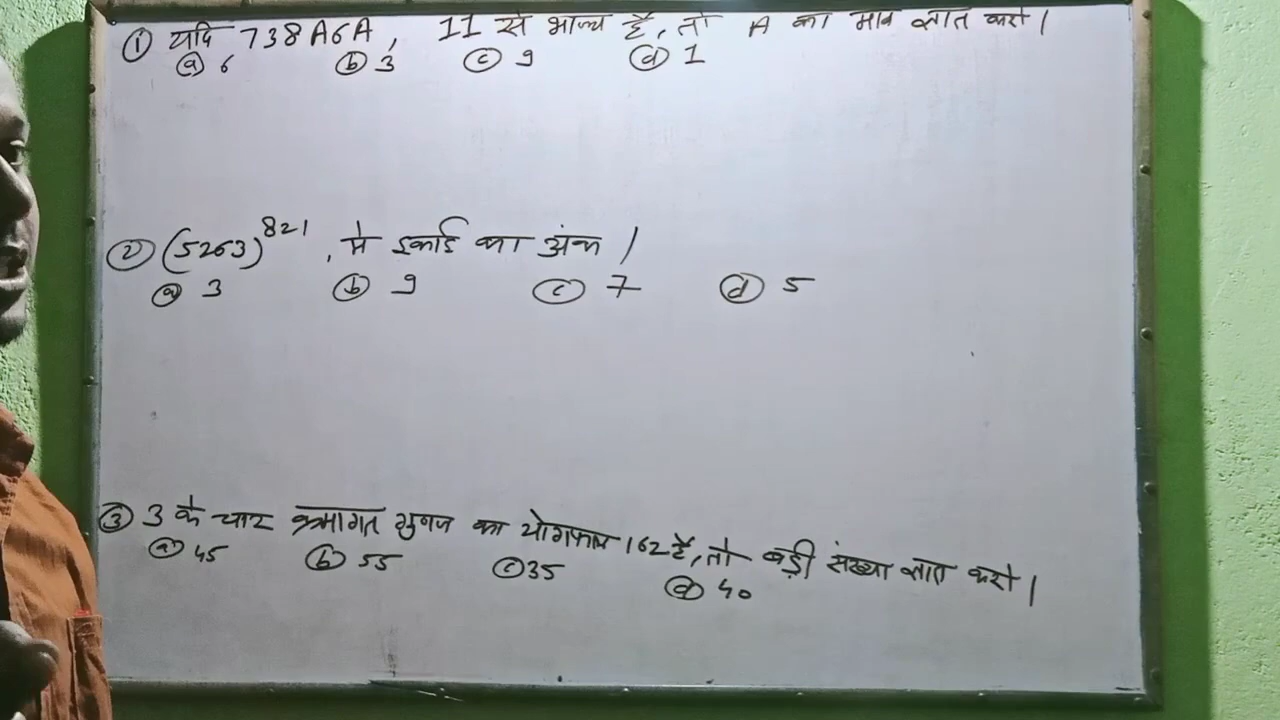 ① यदि 738A6A, 11 से भाज्य है, तो A का मान ज्ञात करो।
ⓐ 6 ⓑ 3 ⓒ 9 ⓓ 1
② (5263)^821, मे इकाई का अंक।
ⓐ 3 ⓑ 9 ⓒ 7 ⓓ 5
③ 3 के चार क्रमागत गुणज का योगफल 162 है, तो बड़ी संख्या ज्ञात करो।
ⓐ 45 ⓑ 55 ⓒ 35 ⓓ 40